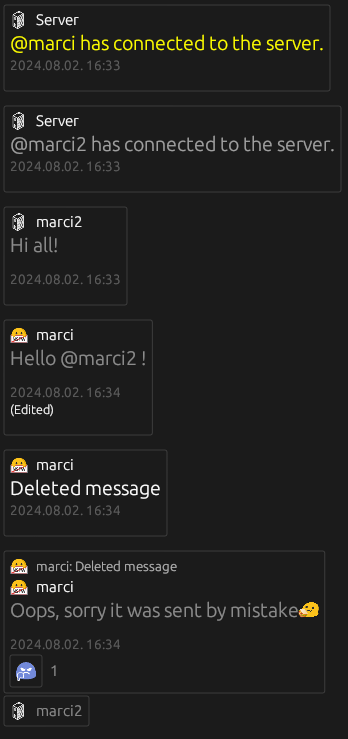 Server
@marci has connected to the server.
2024.08.02. 16:33
Server
@marci2 has connected to the server.
2024.08.02. 16:33
marci2
Hi all!
2024.08.02. 16:33
marci
Hello @marci2 !
2024.08.02. 16:34
(Edited)
marci
Deleted message
2024.08.02. 16:34
marci: Deleted message
marci
Oops, sorry it was sent by mistake
2024.08.02. 16:34
1
marci2